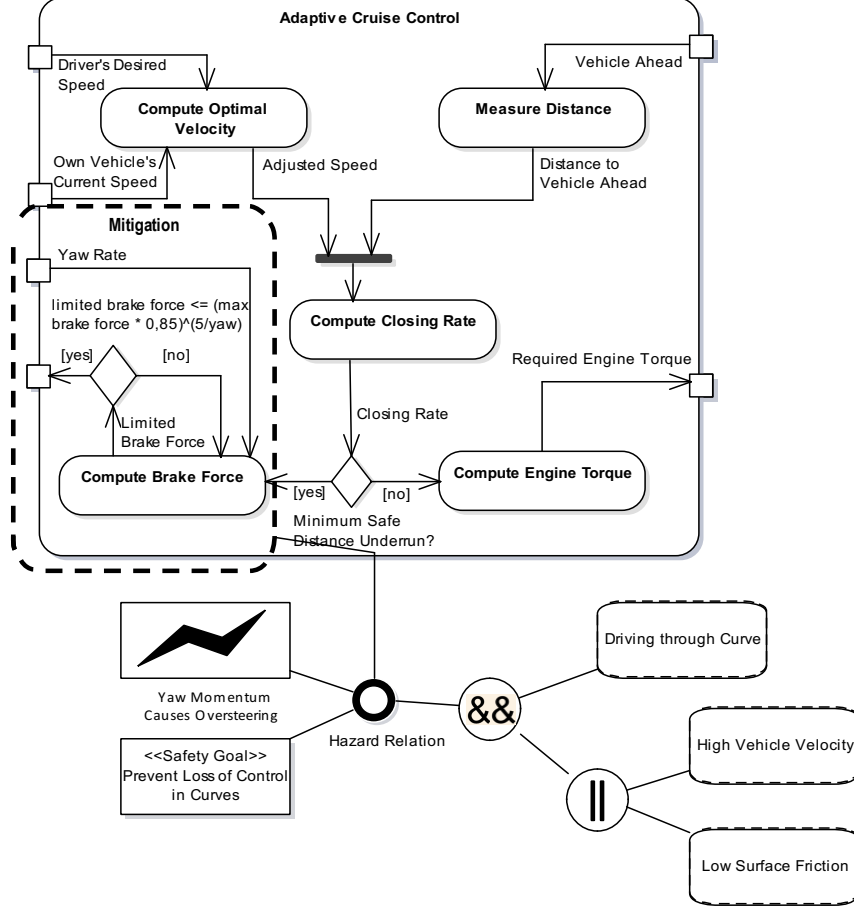 Adaptive Cruise Control
Driver's Desired
Speed
Vehicle Ahead
Compute Optimal
Velocity
Measure Distance
Own Vehicle's
Current Speed
Adjusted Speed
Distance to
Vehicle Ahead
Mitigation
Yaw Rate
limited brake force <= (max
brake force * 0,85)^(5/yaw)
[yes]
[no]
Compute Closing Rate
Required Engine Torque
Limited
Brake Force
Closing Rate
Compute Brake Force
[yes]
[no]
Compute Engine Torque
Minimum Safe
Distance Underrun?
Yaw Momentum
Causes Oversteering
<<Safety Goal>>
Prevent Loss of Control
in Curves
Hazard Relation
&&
||
Driving through Curve
High Vehicle Velocity
Low Surface Friction